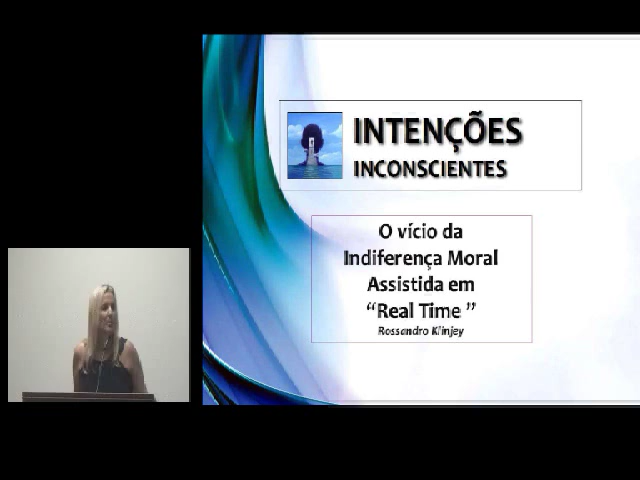 INTENÇÕES
INCONSCIENTES
O vício da
Indiferença Moral
Assistida em
“Real Time ”
Rossandro Klinjey